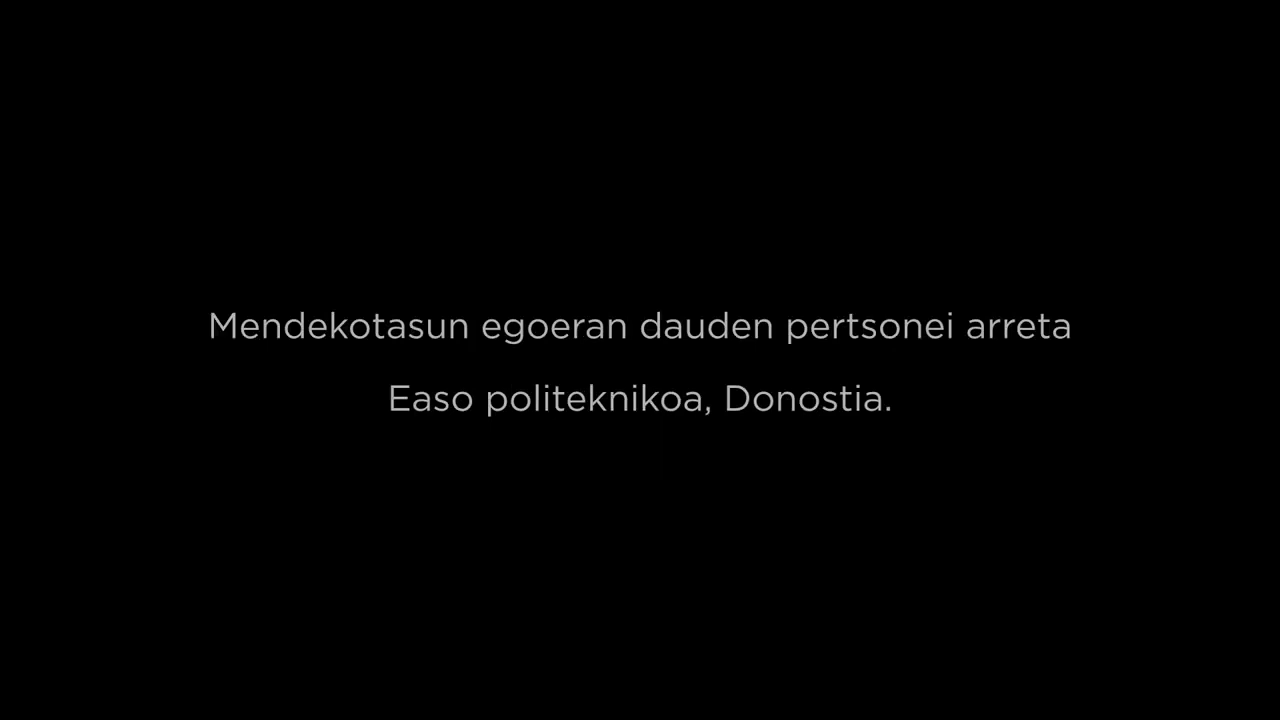 Mendekotasun egoeran dauden pertsonei arreta
Easo politeknikoa, Donostia.